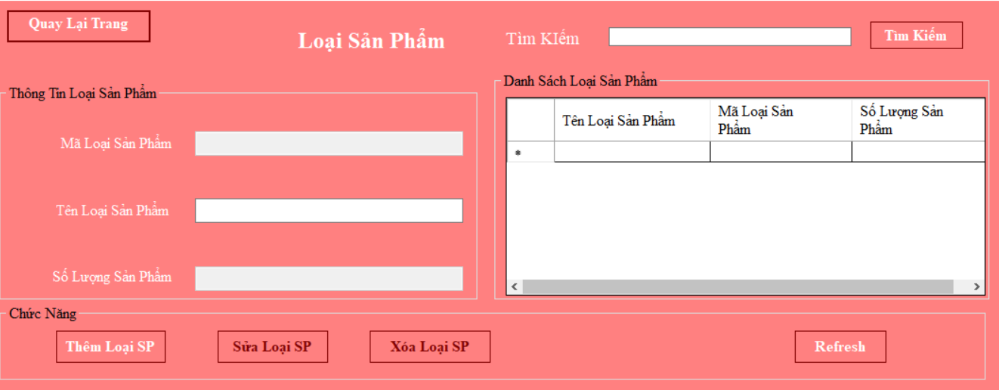 Quay Lại Trang
Loại Sản Phẩm
Tìm KIếm
Tìm Kiếm
Thông Tin Loại Sản Phẩm
Mã Loại Sản Phẩm
Tên Loại Sản Phẩm
Số Lượng Sản Phẩm
Danh Sách Loại Sản Phẩm
Tên Loại Sản Phẩm
Mã Loại Sản
Phẩm
Số Lượng Sản
Phẩm
Chức Năng
Thêm Loại SP
Sửa Loại SP
Xóa Loại SP
Refresh